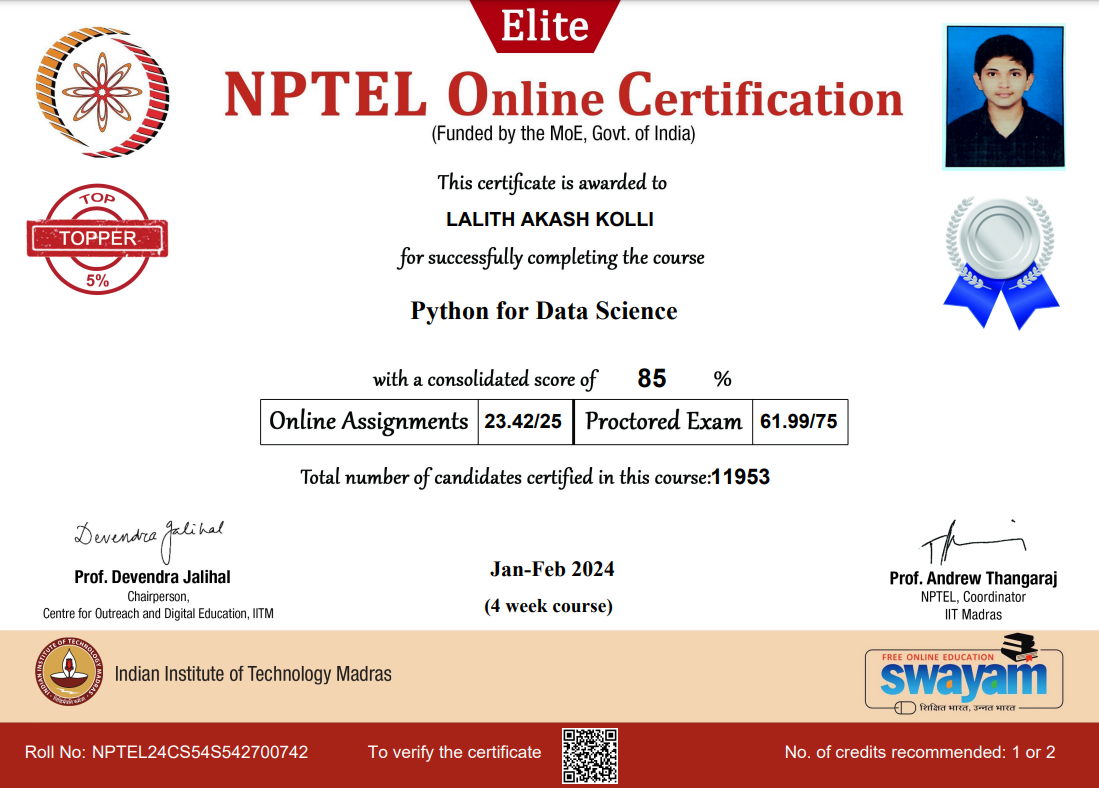 Elite
NPTEL Online Certification
(Funded by the MoE, Govt. of India)
This certificate is awarded to
LALITH AKASH KOLLI
for successfully completing the course
TOP
TOPPER
5%
Python for Data Science
with a consolidated score of 85 %
Online Assignments 23.42/25 Proctored Exam 61.99/75
Total number of candidates certified in this course:11953
Devendra Jalihal
Prof. Devendra Jalihal
Chairperson,
Centre for Outreach and Digital Education, IITM
Jan-Feb 2024
(4 week course)
Prof. Andrew Thangaraj
NPTEL, Coordinator
IIT Madras
INDIAN INSTITUTE OF TECHNOLOGY MADRAS
Indian Institute of Technology Madras
FREE ONLINE EDUCATION
swayam
शिक्षित भारत, उन्नत भारत
Roll No: NPTEL24CS54S542700742
To verify the certificate
No. of credits recommended: 1 or 2